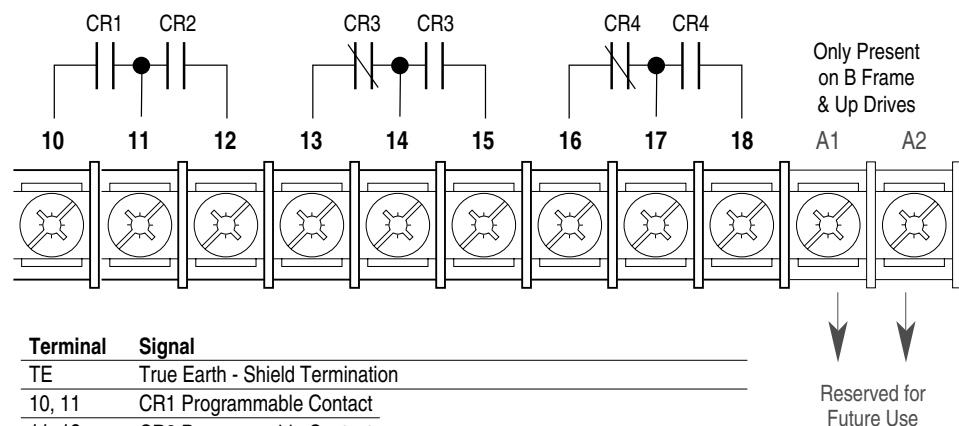 CR1 CR2 CR3 CR3 CR4 CR4
Only Present
on B Frame
& Up Drives
10 11 12 13 14 15 16 17 18 A1 A2
Terminal Signal
TE True Earth - Shield Termination
10, 11 CR1 Programmable Contact
Reserved for
Future Use